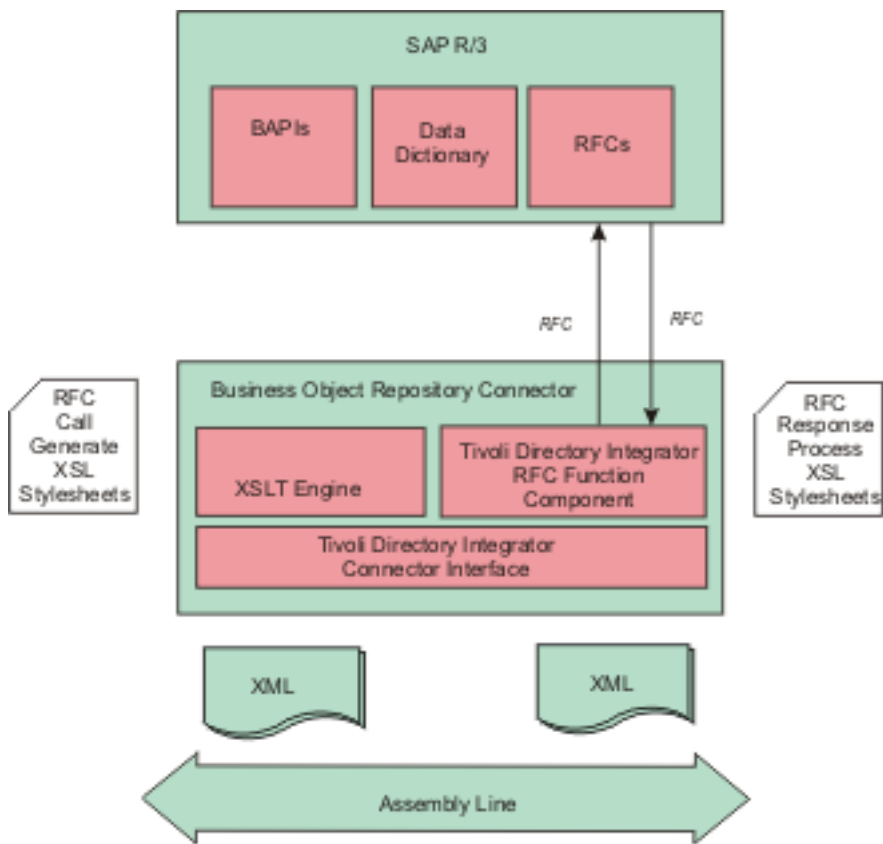 SAP R/3
BAPIs
Data
Dictionary
RFCs
RFC
RFC
RFC
Call
Generate
XSL
Stylesheets
Business Object Repository Connector
XSLT Engine
Tivoli Directory Integrator
RFC Function
Component
Tivoli Directory Integrator
Connector Interface
RFC
Response
Process
XSL
Stylesheets
XML
XML
Assembly Line